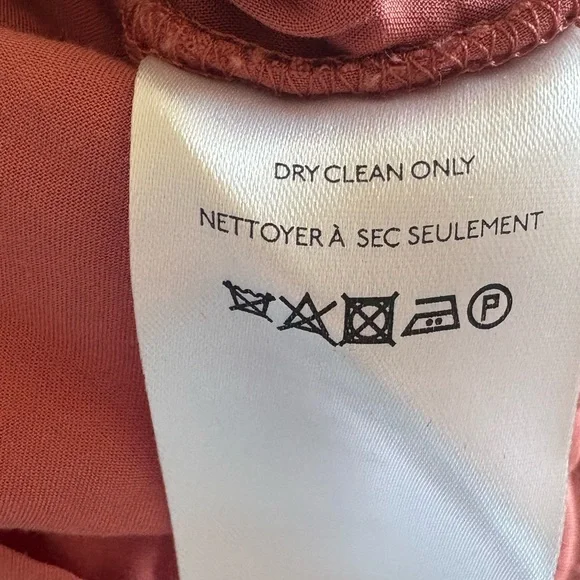 DRY CLEAN ONLY
NETTOYER À SEC SEULEMENT
P